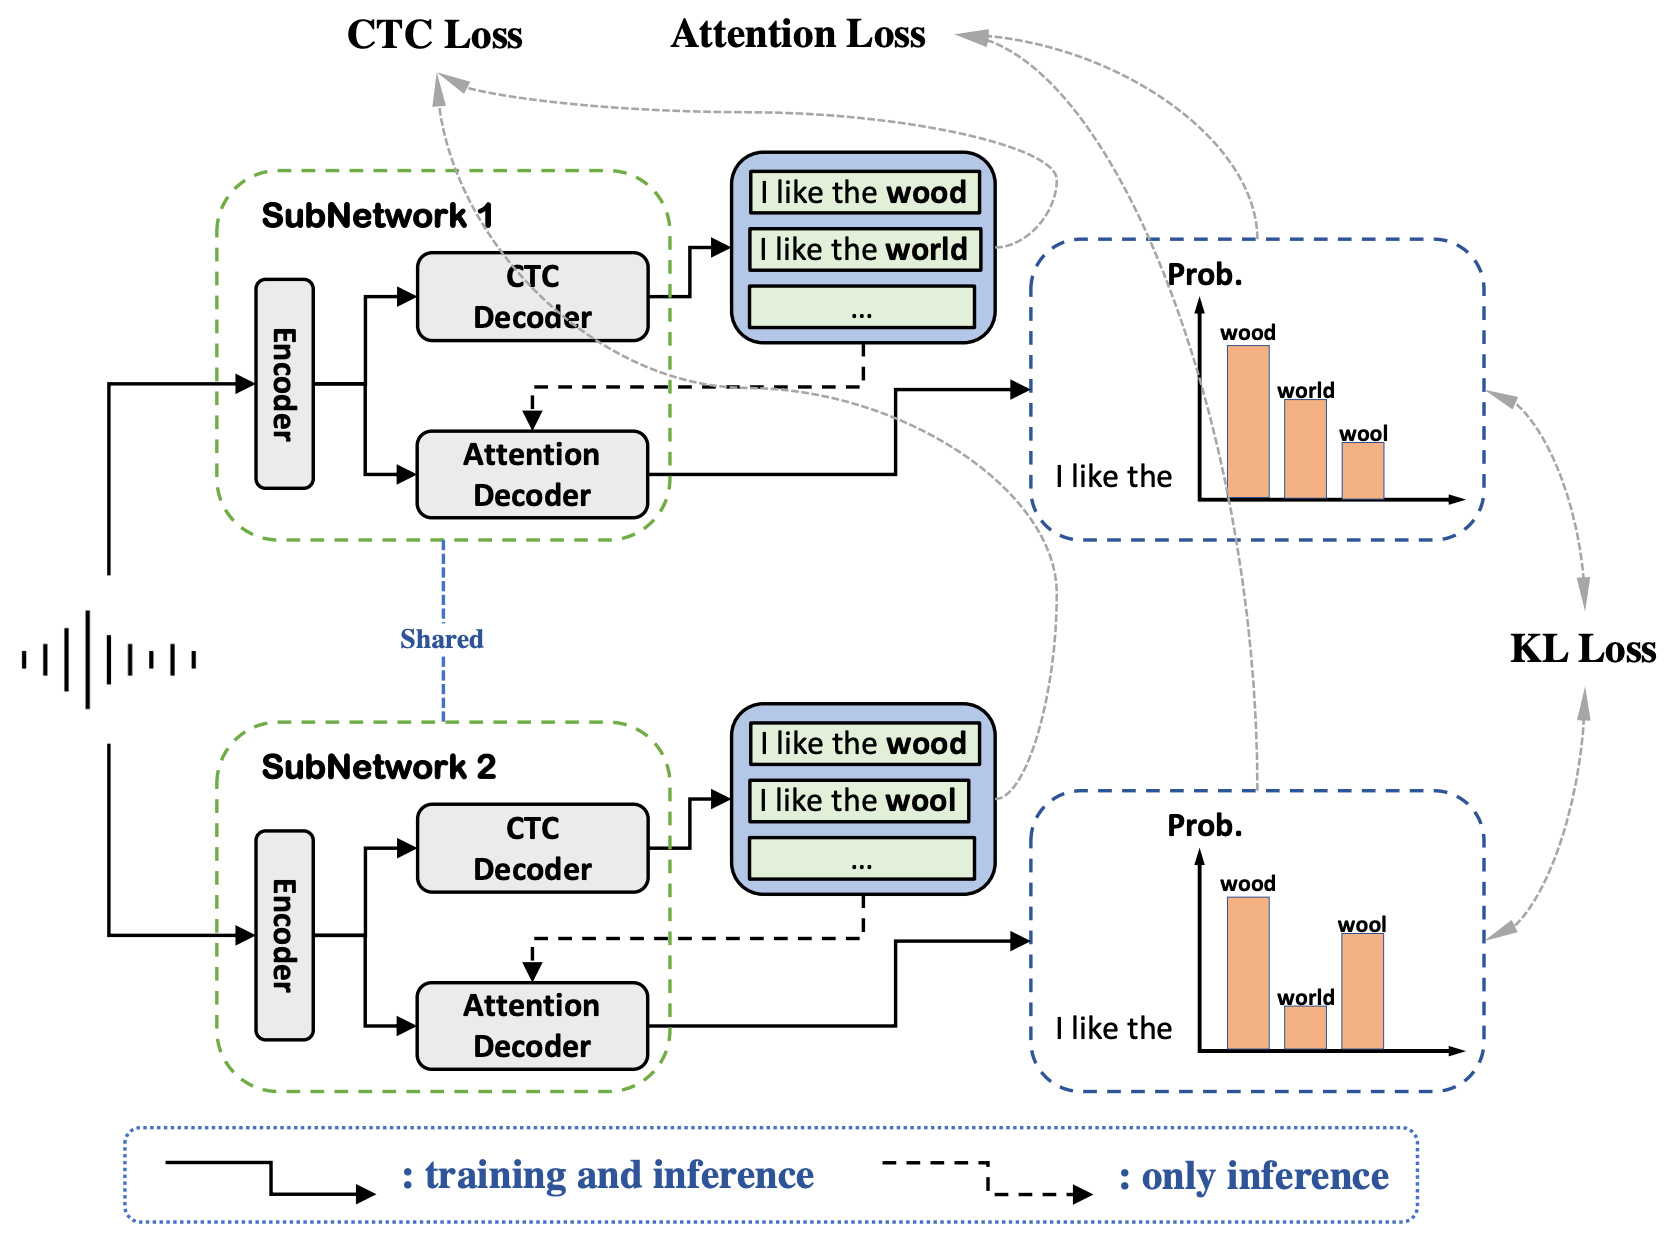 CTC Loss
Attention Loss
SubNetwork 1
Encoder
CTC
Decoder
Attention
Decoder
I like the wood
I like the world
...
Prob.
wood
world
wool
I like the
Shared
KL Loss
SubNetwork 2
Encoder
CTC
Decoder
Attention
Decoder
I like the wood
I like the wool
...
Prob.
wood
world
wool
I like the
: training and inference
: only inference